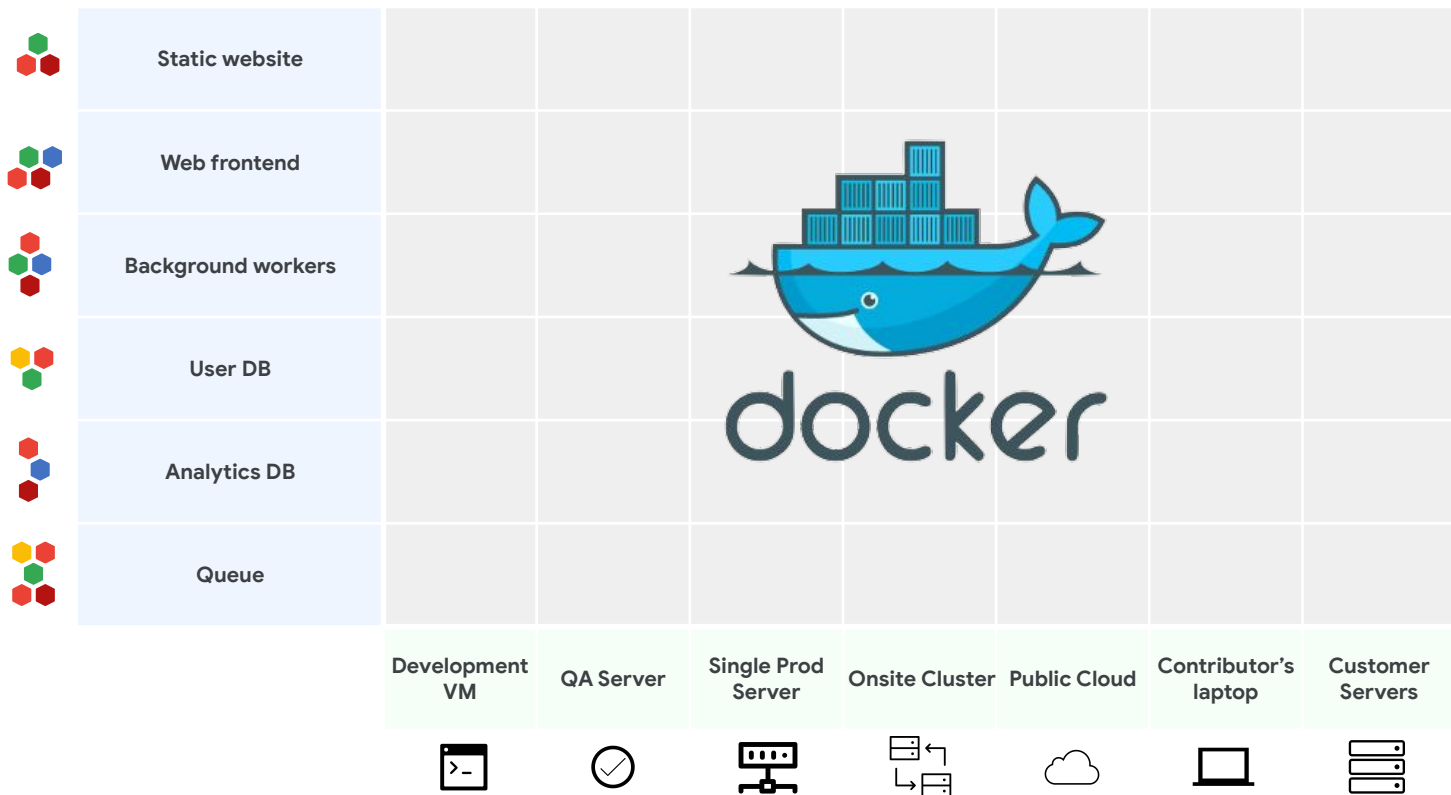 Static website
Web frontend
Background workers
User DB
Analytics DB
Queue
docker
Development
VM
QA Server
Single Prod
Server
Onsite Cluster
Public Cloud
Contributor's
laptop
Customer
Servers